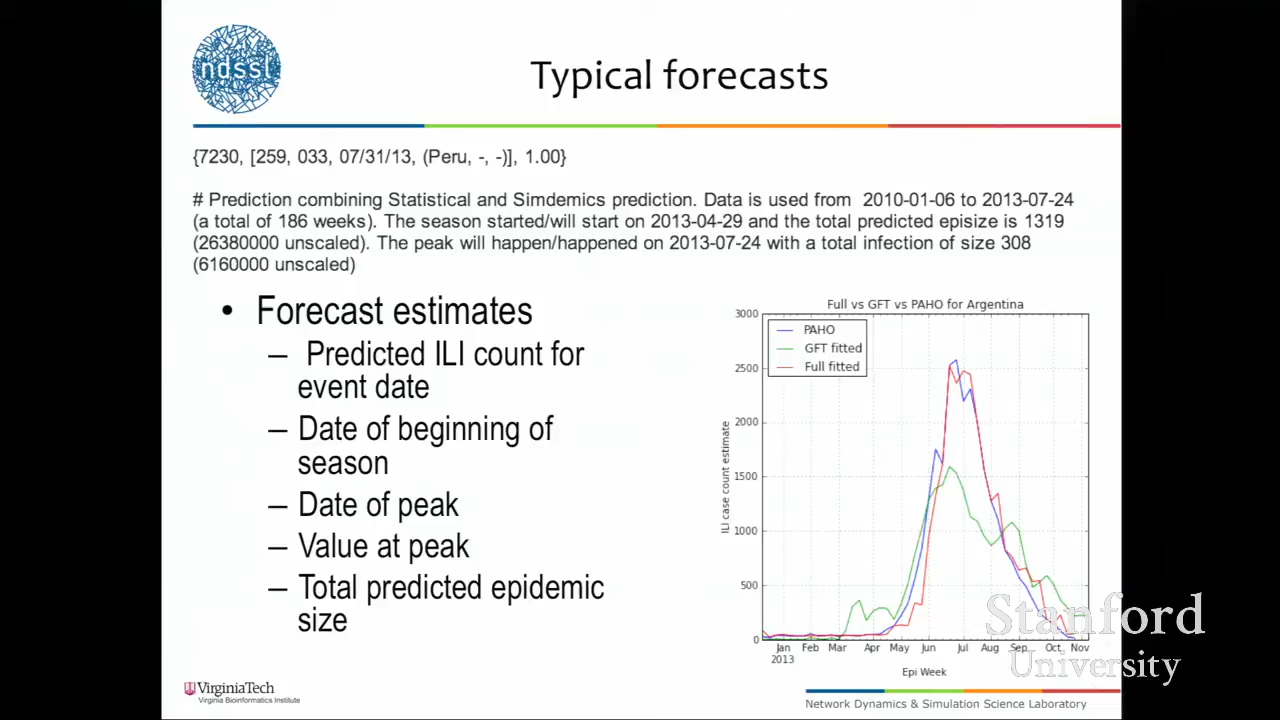 ndssl
Typical forecasts
{7230, [259, 033, 07/31/13, (Peru, -, -)], 1.00}
# Prediction combining Statistical and Simdemics prediction. Data is used from 2010-01-06 to 2013-07-24
(a total of 186 weeks). The season started/will start on 2013-04-29 and the total predicted episize is 1319
(26380000 unscaled). The peak will happen/happened on 2013-07-24 with a total infection of size 308
(6160000 unscaled)
• Forecast estimates
– Predicted ILI count for
event date
– Date of beginning of
season
– Date of peak
– Value at peak
– Total predicted epidemic
size
Full vs GFT vs PAHO for Argentina
PAHO
GFT fitted
Full fitted
3000
2500
2000
1500
1000
500
0
ILI case count estimate
Jan Feb Mar Apr May Jun Jul Aug Sep Oct Nov
2013
Epi Week
Stanford
University
VirginiaTech
Virginia Bioinformatics Institute
Network Dynamics & Simulation Science Laboratory